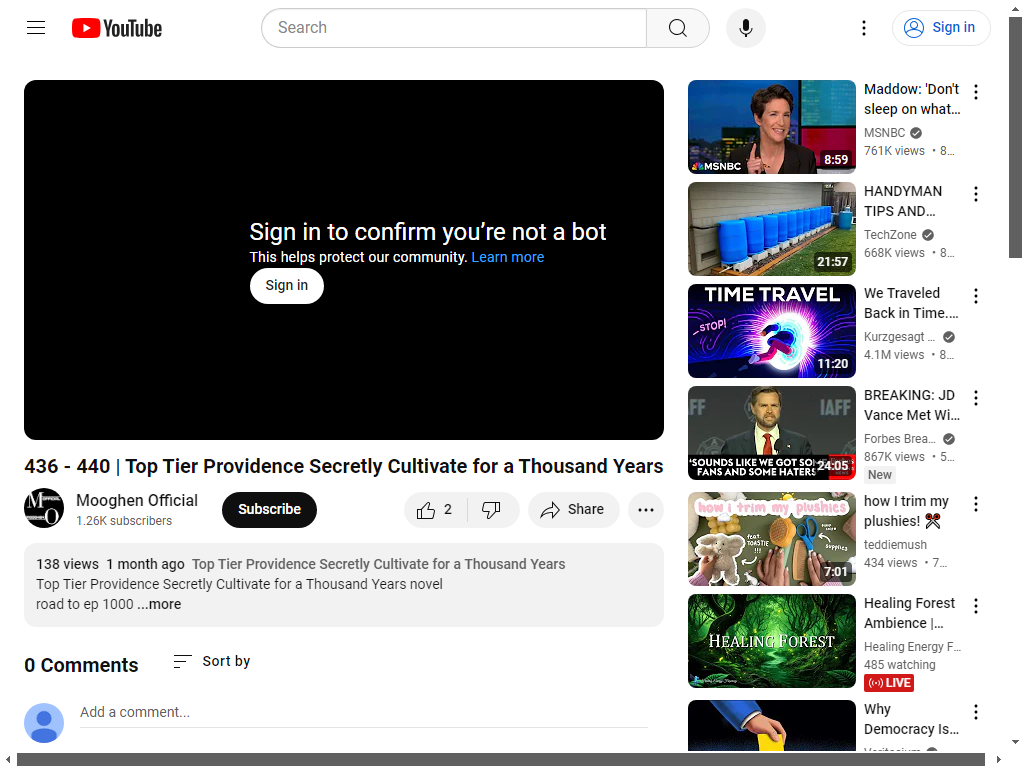 YouTube
Search
Sign in
Sign in to confirm you're not a bot
This helps protect our community. Learn more
Sign in
436 - 440 | Top Tier Providence Secretly Cultivate for a Thousand Years
Mooghen Official
1.26K subscribers
Subscribe
2
Share
138 views 1 month ago Top Tier Providence Secretly Cultivate for a Thousand Years
Top Tier Providence Secretly Cultivate for a Thousand Years novel
road to ep 1000 ...more
0 Comments
Sort by
Add a comment...
MSNBC
8:59
Maddow: 'Don't
sleep on what...
MSNBC
761K views • 8...
21:57
HANDYMAN
TIPS AND...
TechZone
668K views • 8...
TIME TRAVEL
STOP!
11:20
We Traveled
Back in Time....
Kurzgesagt ...
4.1M views • 8...
IAFF
'SOUNDS LIKE WE GOT SOM
FANS AND SOME HATERS'
24:05
BREAKING: JD
Vance Met Wi...
Forbes Brea...
867K views • 5...
New
how i trim my plushies
feat.
TOASTIE
!!!
supplies
7:01
how I trim my
plushies! ✂
teddiemush
434 views • 7...
HEALING FOREST
Healing Forest
Ambience |...
Healing Energy F...
485 watching
LIVE
Why
Democracy Is...